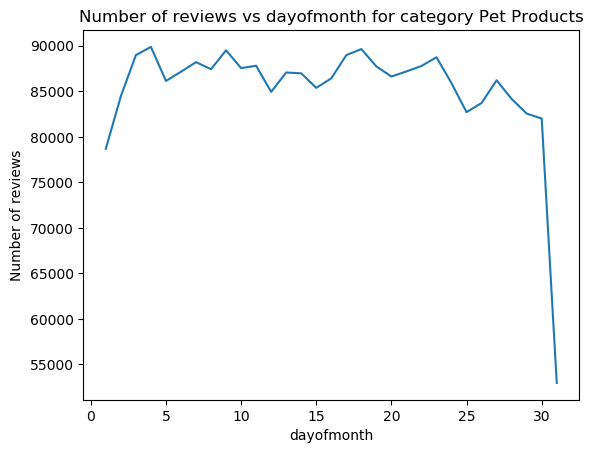 Number of reviews vs dayofmonth for category Pet Products
90000
85000
80000
75000
70000
65000
60000
55000
Number of reviews
0 5 10 15 20 25 30
dayofmonth